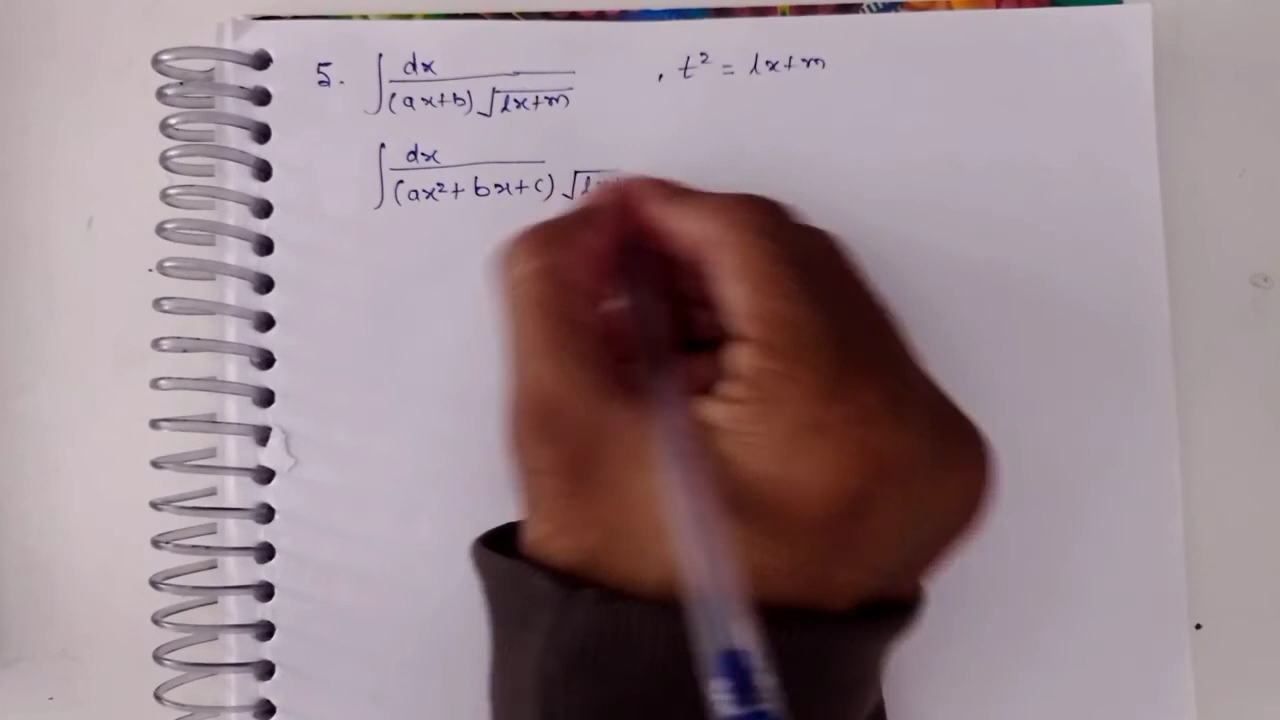 5. ∫ dx / (ax+b) √lx+m , t² = lx+m
∫ dx / (ax²+bx+c) √l